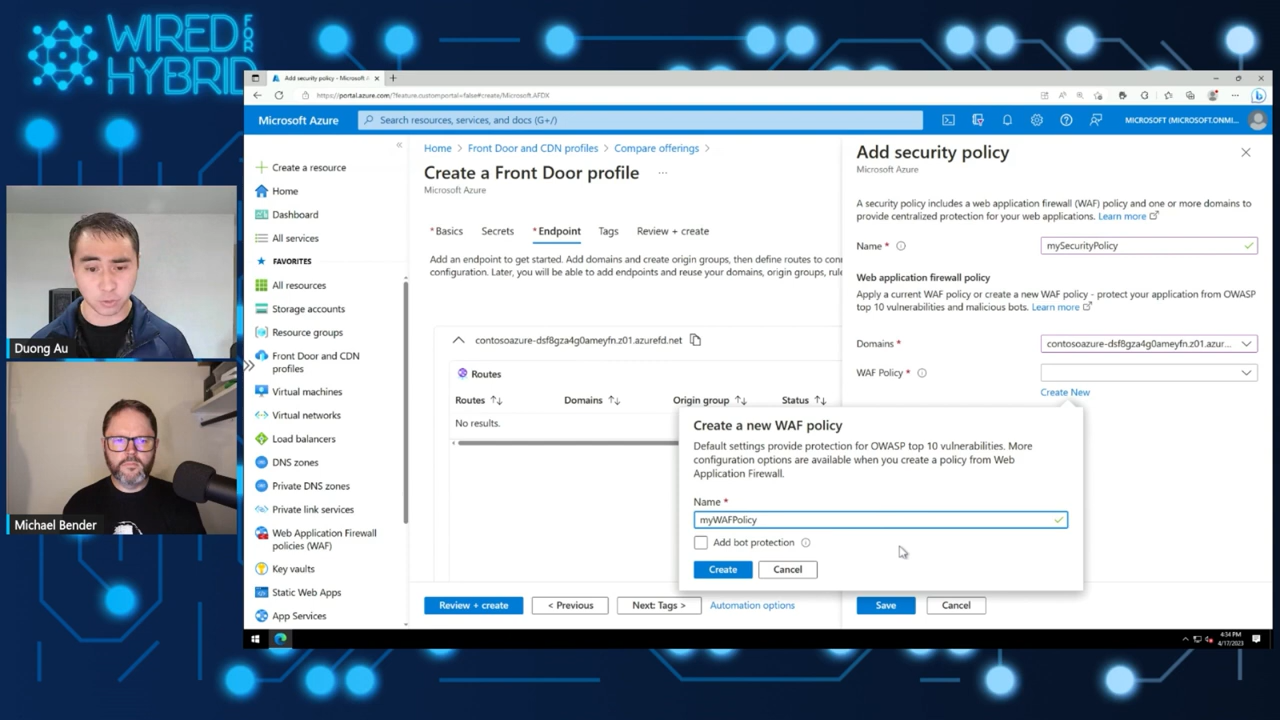 WIRED
FOR
HYBRID
Add security policy - Microsoft A
https://portal.azure.com/?feature.customportal=false#create/Microsoft.AFDX
Microsoft Azure
Search resources, services, and docs (G+/)
MICROSOFT (MICROSOFT.ONMI...
Create a resource
Home
Dashboard
All services
FAVORITES
All resources
Storage accounts
Resource groups
Front Door and CDN
profiles
Virtual machines
Virtual networks
Load balancers
DNS zones
Private DNS zones
Private link services
Web Application Firewall
policies (WAF)
Key vaults
Static Web Apps
App Services
Home > Front Door and CDN profiles > Compare offerings >
Create a Front Door profile ...
Microsoft Azure
* Basics Secrets * Endpoint Tags Review + create
Add an endpoint to get started. Add domains and create origin groups, then define routes to con
configuration. Later, you will be able to add endpoints and reuse your domains, origin groups, rule
contosoazure-dsf8gza4g0ameyfn.z01.azurefd.net
Routes
Routes Domains Origin group Status
No results.
Review + create < Previous Next: Tags > Automation options
Add security policy
Microsoft Azure
A security policy includes a web application firewall (WAF) policy and one or more domains to
provide centralized protection for your web applications. Learn more
Name * mySecurityPolicy
Web application firewall policy
Apply a current WAF policy or create a new WAF policy - protect your application from OWASP
top 10 vulnerabilities and malicious bots. Learn more
Domains * contosoazure-dsf8gza4g0ameyfn.z01.azur...
WAF Policy *
Create New
Create a new WAF policy
Default settings provide protection for OWASP top 10 vulnerabilities. More
configuration options are available when you create a policy from Web
Application Firewall.
Name *
myWAFPolicy
Add bot protection
Create Cancel
Save Cancel
4:34 PM
4/17/2023
Duong Au
Michael Bender